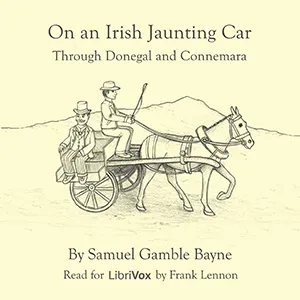 On an Irish Jaunting Car
Through Donegal and Connemara
By Samuel Gamble Bayne
Read for LibriVox by Frank Lennon